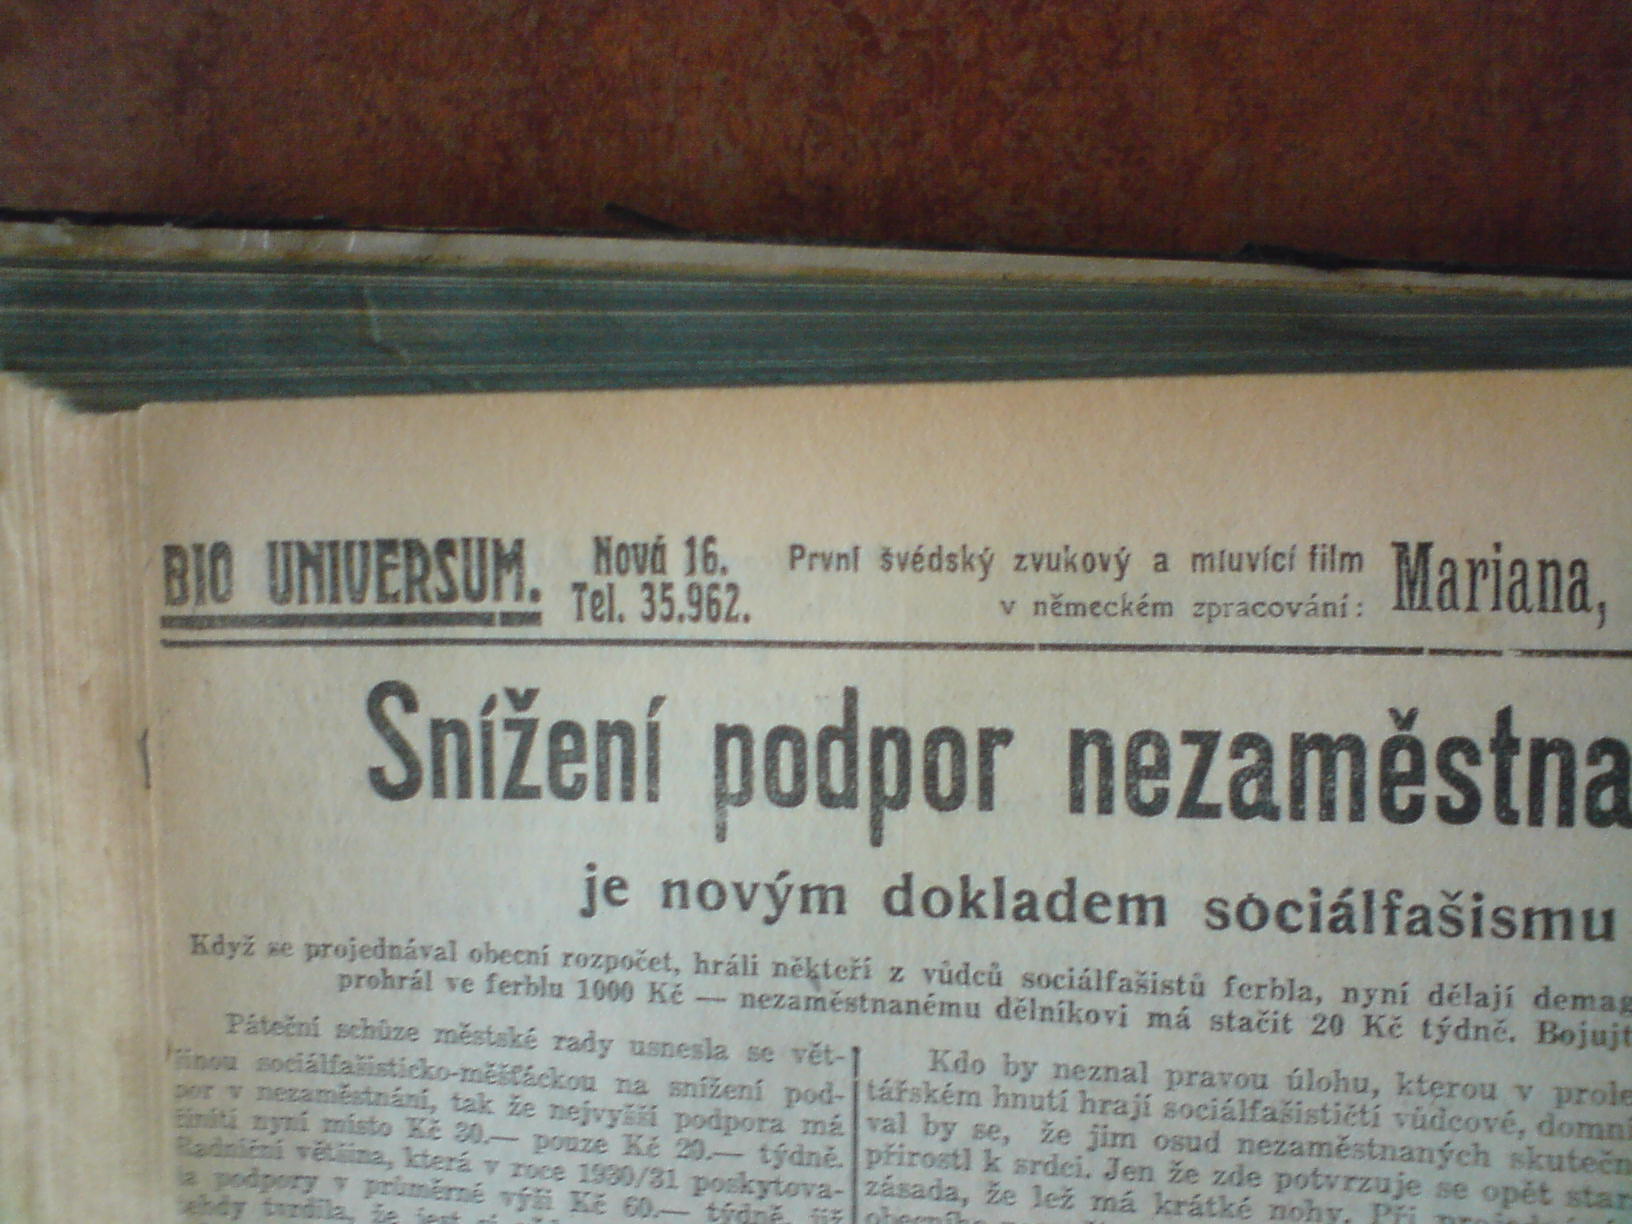 BIO UNIVERSUM.
Nová 16.
Tel. 35.962.
První švédský zvukový a mluvící film
v německém zpracování:
Mariana,
Snížení podpor nezaměstna
je novým dokladem sociálfašismu
Když se projednával obecní rozpočet, hráli někteří z vůdců sociálfašistů ferbla, nyní dělají demag
prohrál ve ferblu 1000 Kč — nezaměstnanému dělníkovi má stačit 20 Kč týdně. Bojujt
Páteční schůze městské rady usnesla se vět-
šinou sociálfašisticko-měšťáckou na snížení pod-
por v nezaměstnání, tak že nejvyšší podpora má
činiti nyní místo Kč 30.— pouze Kč 20.— týdně.
Radniční většina, která v roce 1930/31 poskytova-
la podpory v průměrné výši Kč 60.— týdně, již
tehdy tvrdila, že jest
Kdo by neznal pravou úlohu, kterou v prole
tářském hnutí hrají sociálfašističtí vůdcové, domní
val by se, že jim osud nezaměstnaných skutečn
přirostl k srdci. Jen že zde potvrzuje se opět star
zásada, že lež má krátké nohy. Při
obecního